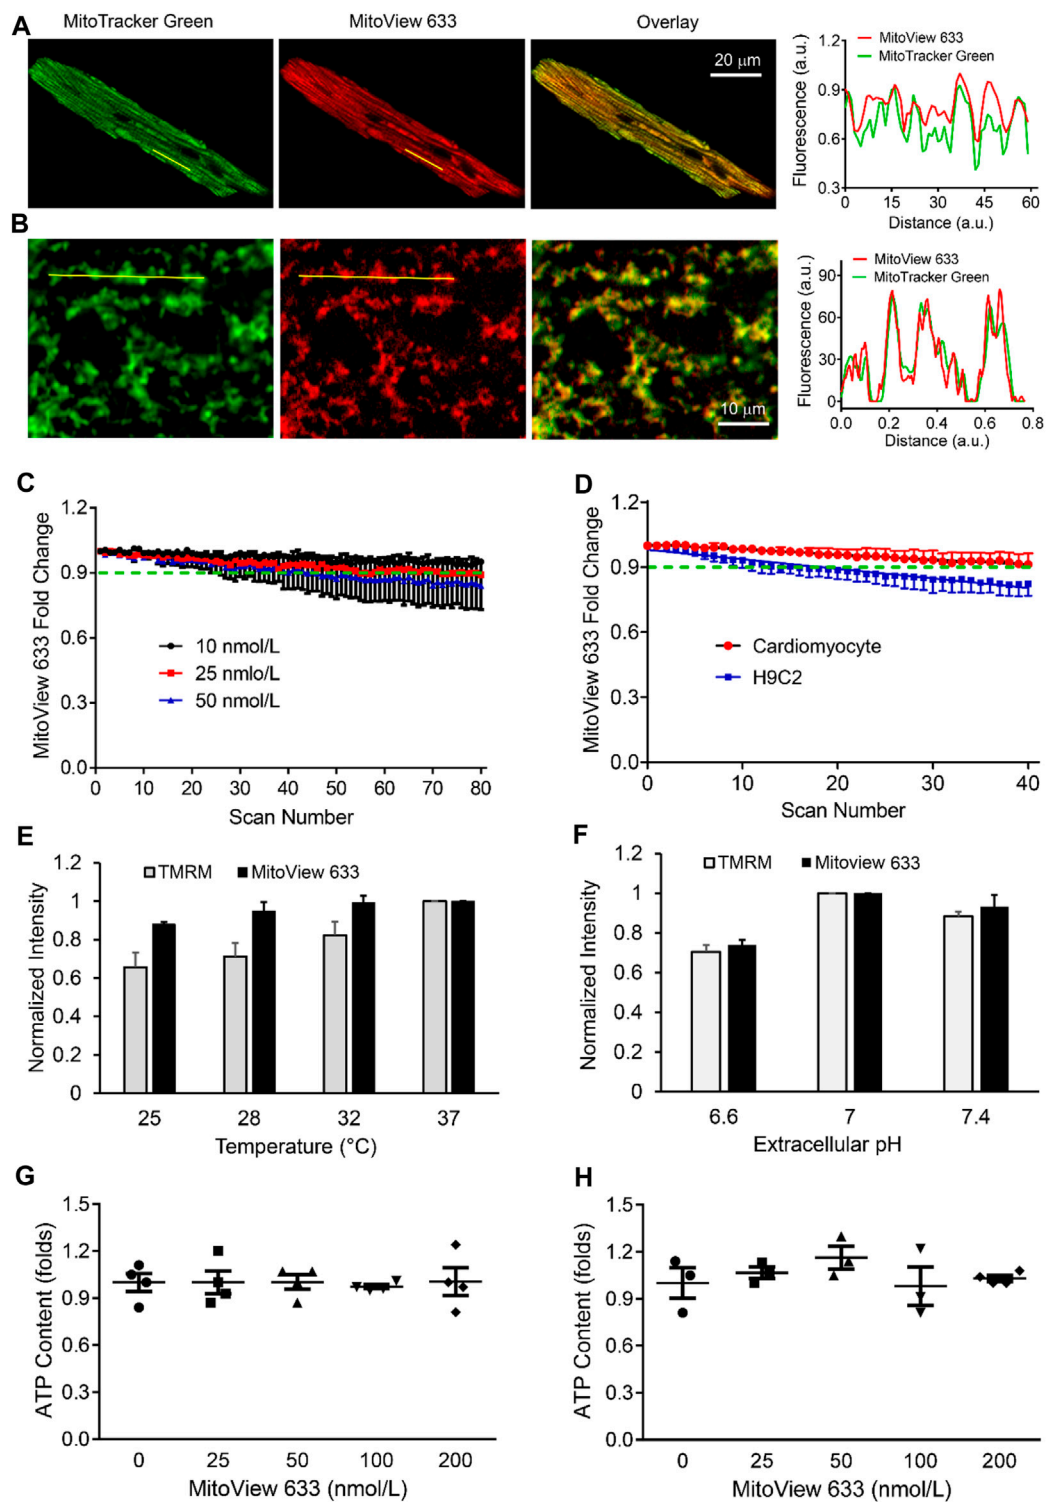 A
MitoTracker Green
MitoView 633
Overlay
20 μm
MitoView 633
MitoTracker Green
Fluorescence (a.u.)
1.2
0.9
0.6
0.3
0 15 30 45 60
Distance (a.u.)
B
10 μm
MitoView 633
MitoTracker Green
Fluorescence (a.u.)
90
60
30
0
0.0 0.2 0.4 0.6 0.8
Distance (a.u.)
C
MitoView 633 Fold Change
1.2
0.9
0.6
0.3
0.0
10 nmol/L
25 nmlo/L
50 nmol/L
0 10 20 30 40 50 60 70 80
Scan Number
D
MitoView 633 Fold Change
1.2
0.9
0.6
0.3
0.0
Cardiomyocyte
H9C2
0 10 20 30 40
Scan Number
E
Normalized Intensity
1.2
1
0.8
0.6
0.4
0.2
0
TMRM MitoView 633
25 28 32 37
Temperature (°C)
F
Normalized Intensity
1.2
1
0.8
0.6
0.4
0.2
0
TMRM Mitoview 633
6.6 7 7.4
Extracellular pH
G
ATP Content (folds)
1.5
1.2
0.9
0.6
0.3
0.0
0 25 50 100 200
MitoView 633 (nmol/L)
H
ATP Content (folds)
1.5
1.2
0.9
0.6
0.3
0.0
0 25 50 100 200
MitoView 633 (nmol/L)